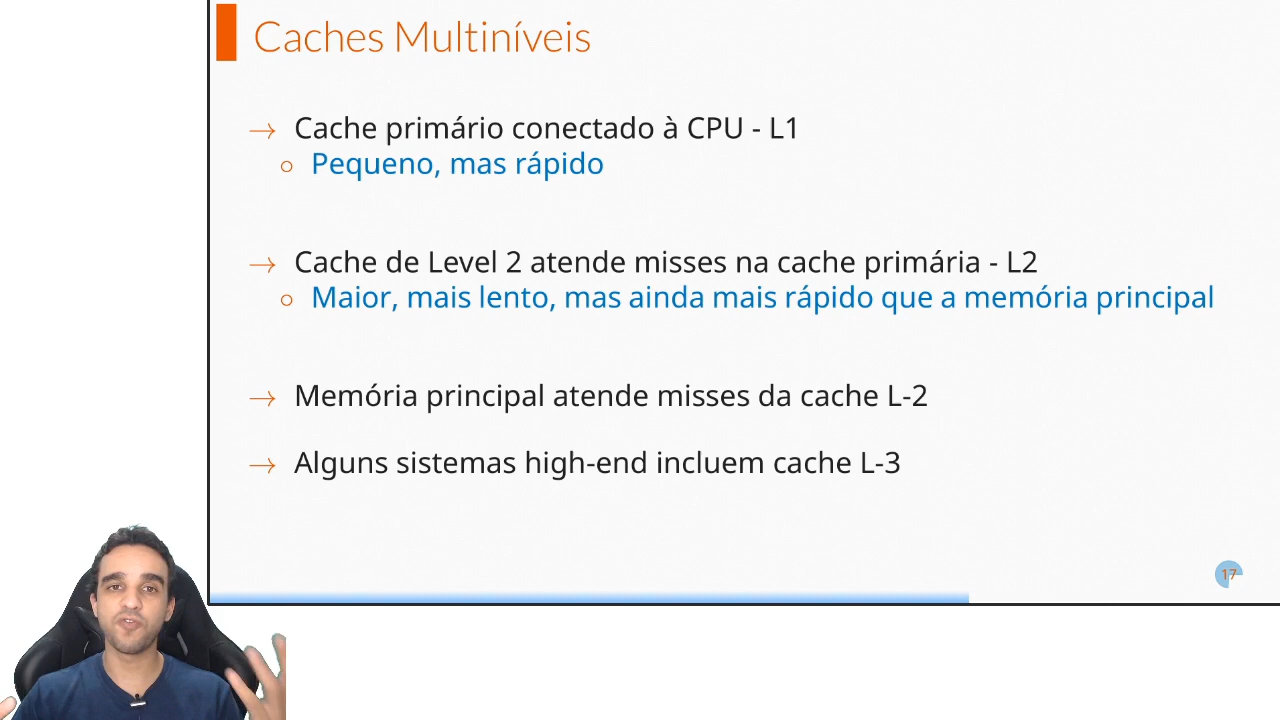 Caches Multiníveis
→ Cache primário conectado à CPU - L1
○ Pequeno, mas rápido
→ Cache de Level 2 atende misses na cache primária - L2
○ Maior, mais lento, mas ainda mais rápido que a memória principal
→ Memória principal atende misses da cache L-2
→ Alguns sistemas high-end incluem cache L-3
17